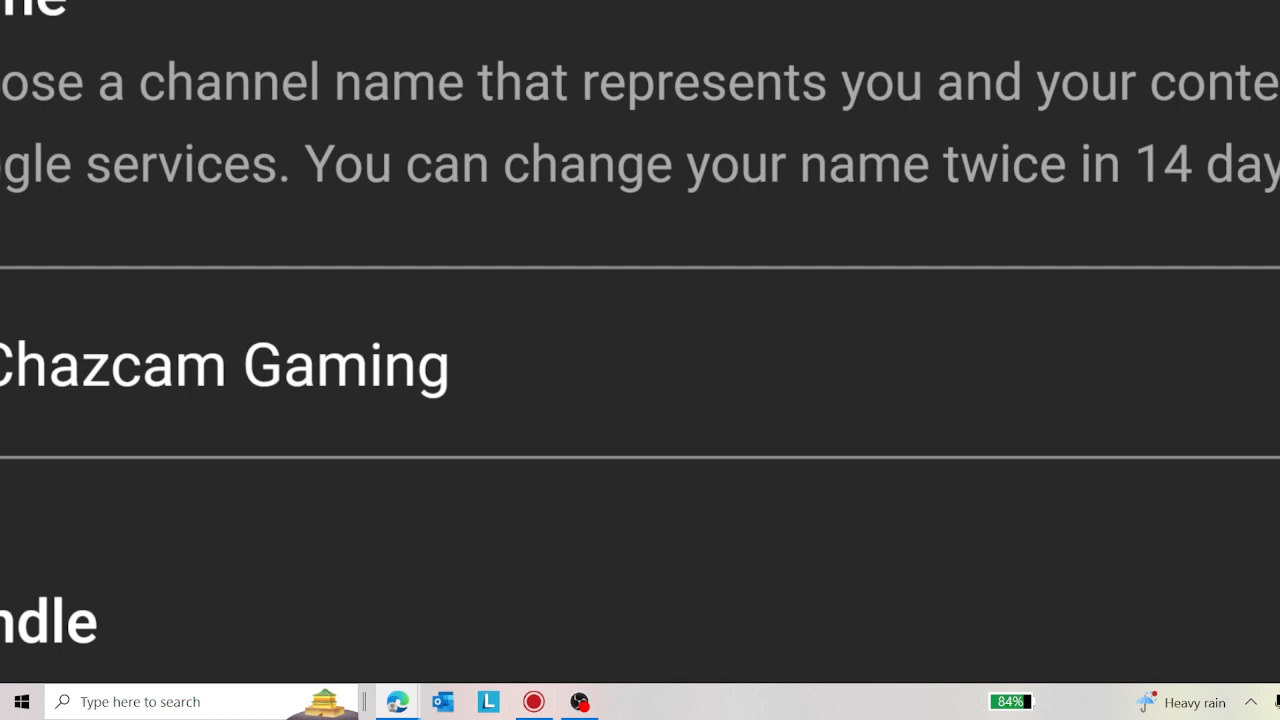 me
ose a channel name that represents you and your conte
gle services. You can change your name twice in 14 day
Chazcam Gaming
ndle
Type here to search
L
84%
Heavy rain